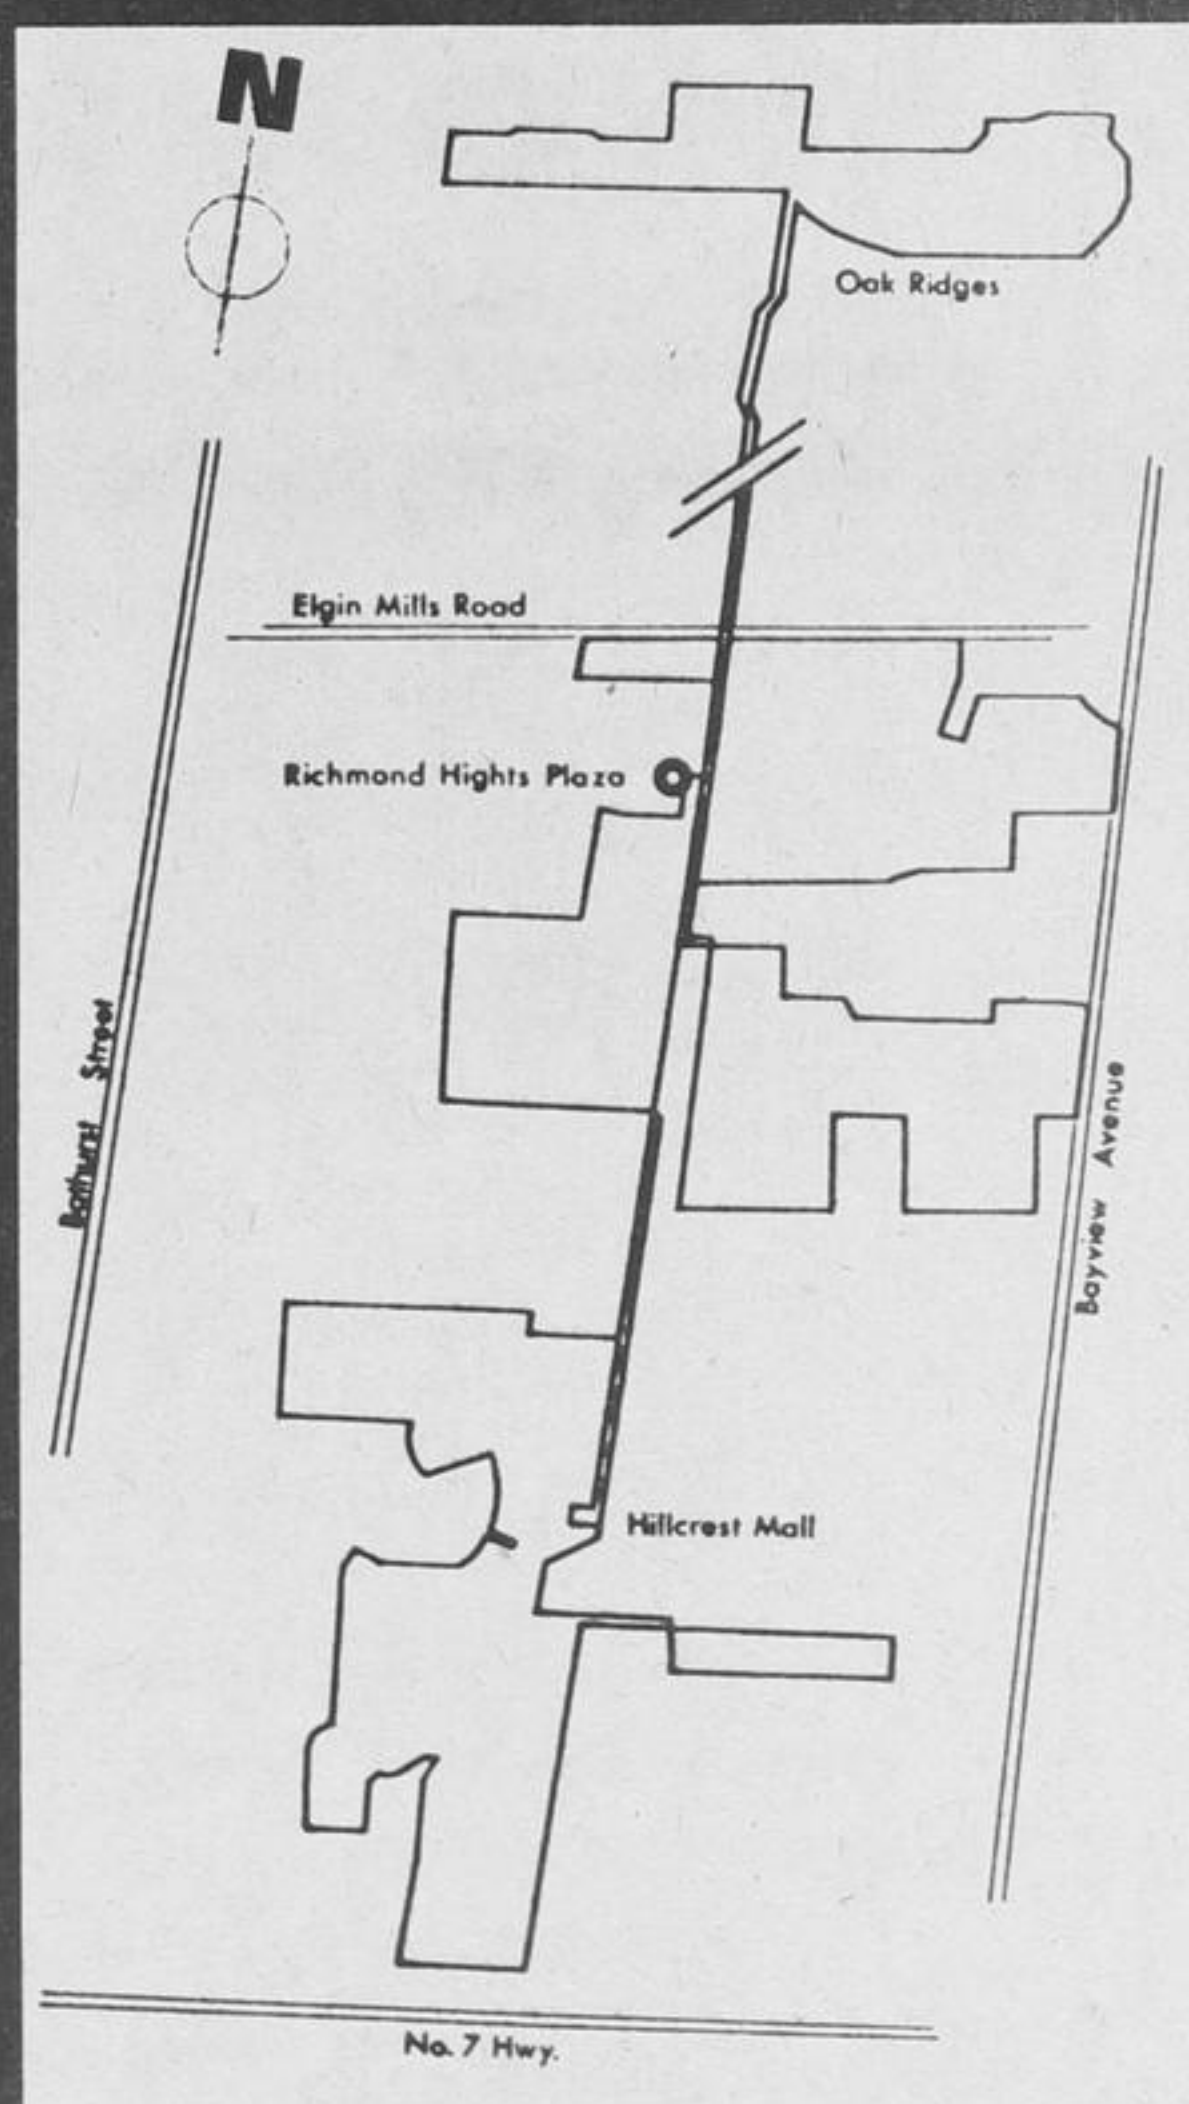 N
Oak Ridges
Elgin Mills Road
Richmond Hights Plaza
Bathurst Street
Bayview Avenue
Hillcrest Mall
No. 7 Hwy.